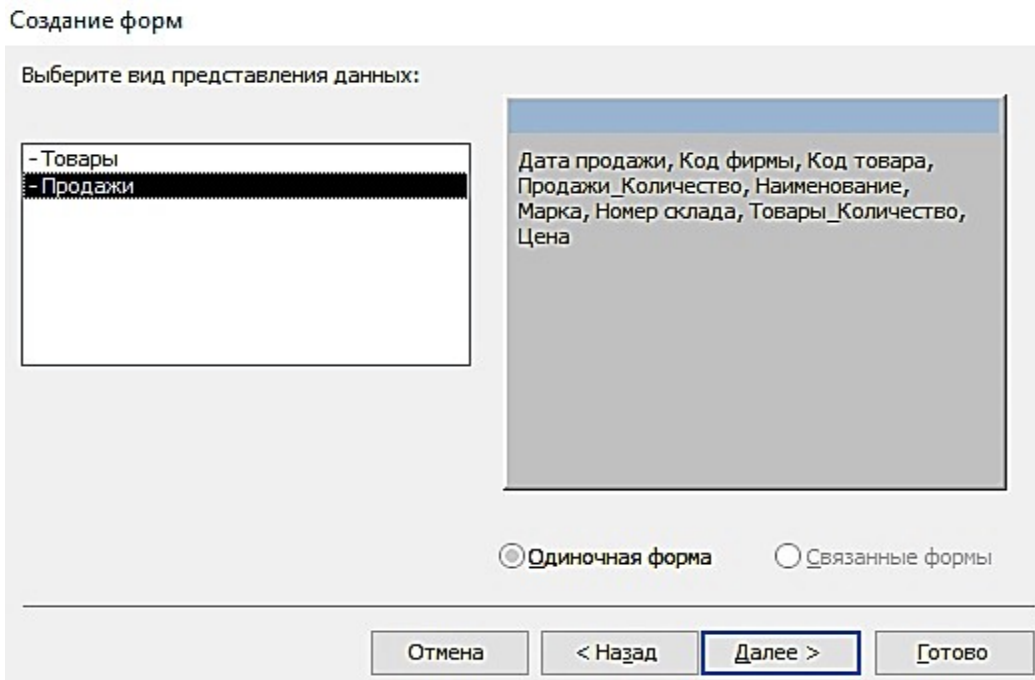 Создание форм
Выберите вид представления данных:
- Товары
- Продажи
Дата продажи, Код фирмы, Код товара,
Продажи_Количество, Наименование,
Марка, Номер склада, Товары_Количество,
Цена
Одиночная форма
Связанные формы
Отмена
< Назад
Далее >
Готово